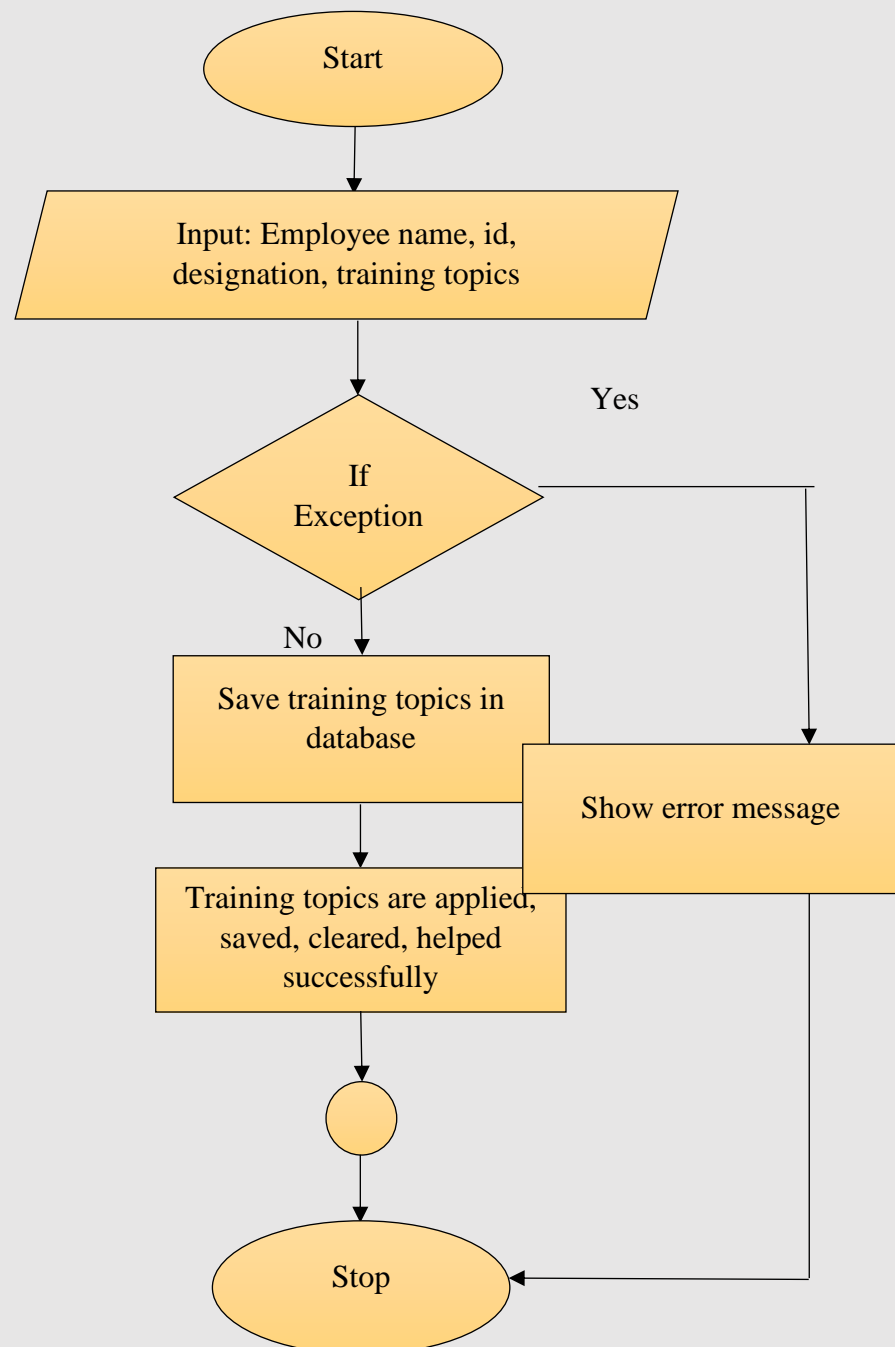 Start
Input: Employee name, id,
designation, training topics
Yes
If
Exception
No
Save training topics in
database
Show error message
Training topics are applied,
saved, cleared, helped
successfully
Stop